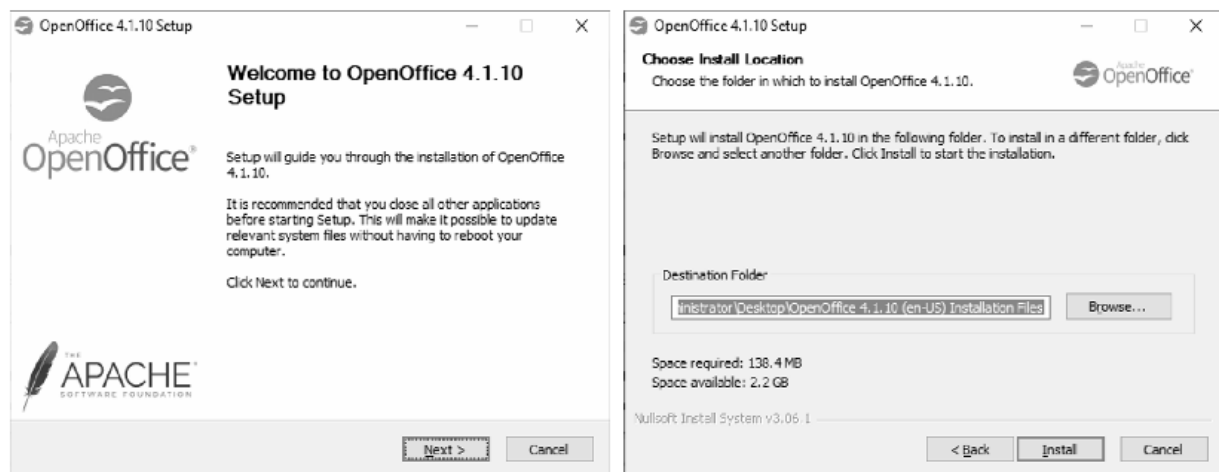 OpenOffice 4.1.10 Setup
Apache
OpenOffice®
Welcome to OpenOffice 4.1.10
Setup
Setup will guide you through the installation of OpenOffice
4.1.10.
It is recommended that you close all other applications
before starting Setup. This will make it possible to update
relevant system files without having to reboot your
computer.
Click Next to continue.
THE
APACHE
SOFTWARE FOUNDATION
Next >
Cancel
OpenOffice 4.1.10 Setup
Choose Install Location
Choose the folder in which to install OpenOffice 4.1.10.
Apache
OpenOffice®
Setup will install OpenOffice 4.1.10 in the following folder. To install in a different folder, click
Browse and select another folder. Click Install to start the installation.
Destination Folder
inistrator\Desktop\OpenOffice 4.1.10 (en-US) Installation Files
Browse...
Space required: 138.4 MB
Space available: 2.2 GB
Nullsoft Install System v3.06.1
< Back
Install
Cancel